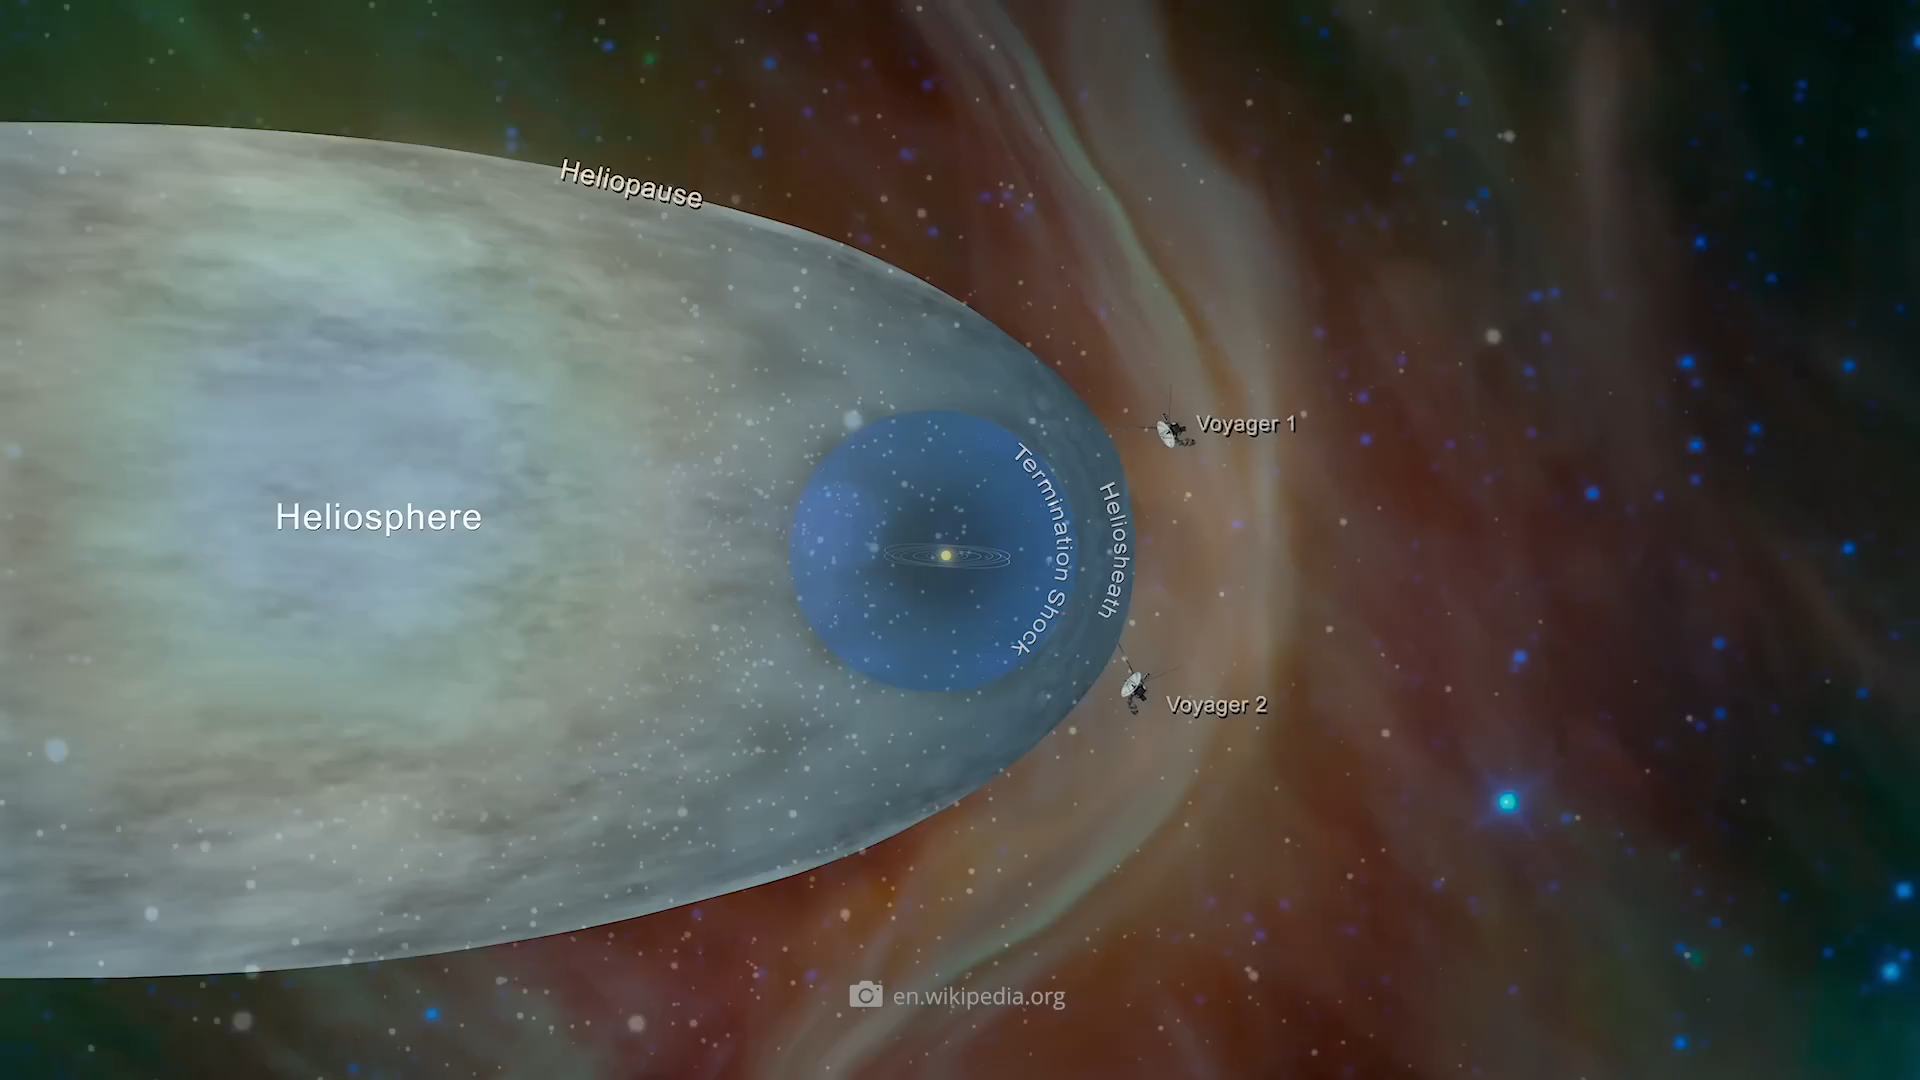 Heliopause
Voyager 1
Termination Shock
Heliosheath
Heliosphere
Voyager 2
en.wikipedia.org